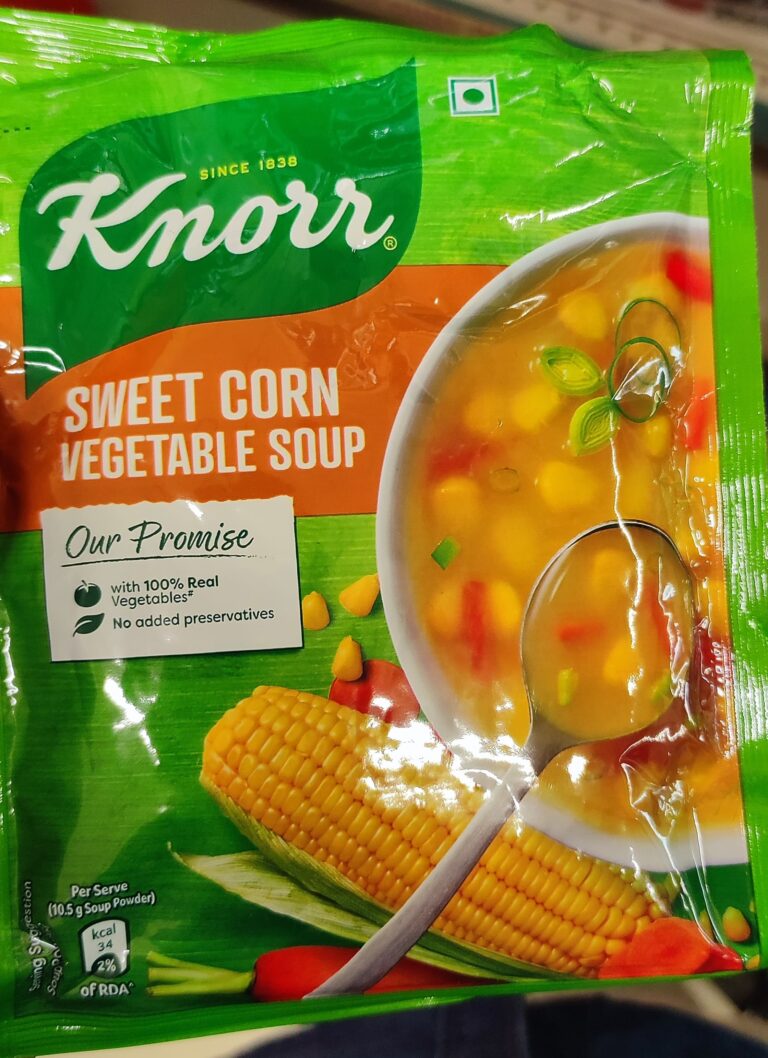 SINCE 1838
Knorr®
SWEET CORN
VEGETABLE SOUP
Our Promise
with 100% Real
Vegetables#
No added preservatives
Per Serve
(10.5 g Soup Powder)
kcal
34
2%
of RDA^